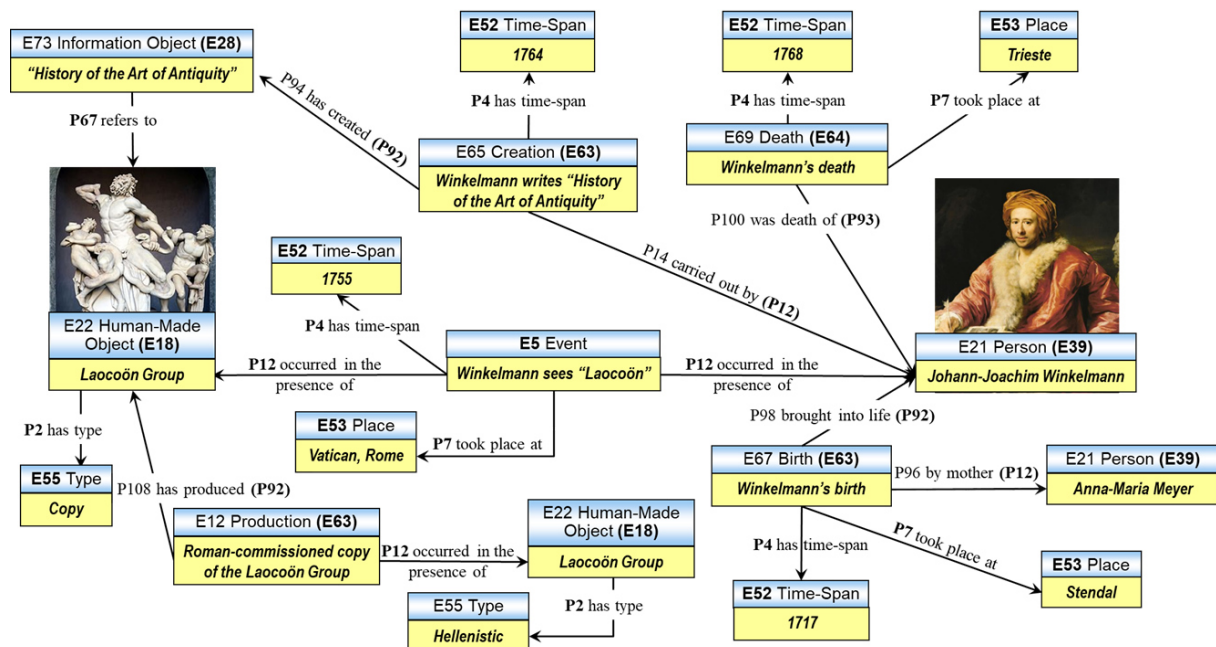 E73 Information Object (E28)
“History of the Art of Antiquity”
E52 Time-Span
1764
E52 Time-Span
1768
E53 Place
Trieste
P67 refers to
P94 has created (P92)
P4 has time-span
P4 has time-span
P7 took place at
E65 Creation (E63)
Winkelmann writes “History
of the Art of Antiquity”
E69 Death (E64)
Winkelmann’s death
P100 was death of (P93)
P14 carried out by (P12)
E52 Time-Span
1755
P4 has time-span
E22 Human-Made
Object (E18)
Laocoön Group
P12 occurred in the
presence of
E5 Event
Winkelmann sees “Laocoön”
P12 occurred in the
presence of
E21 Person (E39)
Johann-Joachim Winkelmann
P2 has type
E55 Type
Copy
E53 Place
Vatican, Rome
P7 took place at
P98 brought into life (P92)
E67 Birth (E63)
Winkelmann’s birth
P96 by mother (P12)
E21 Person (E39)
Anna-Maria Meyer
P108 has produced (P92)
E12 Production (E63)
Roman-commissioned copy
of the Laocoön Group
P12 occurred in the
presence of
E22 Human-Made
Object (E18)
Laocoön Group
P4 has time-span
P7 took place at
E53 Place
Stendal
P2 has type
E55 Type
Hellenistic
E52 Time-Span
1717